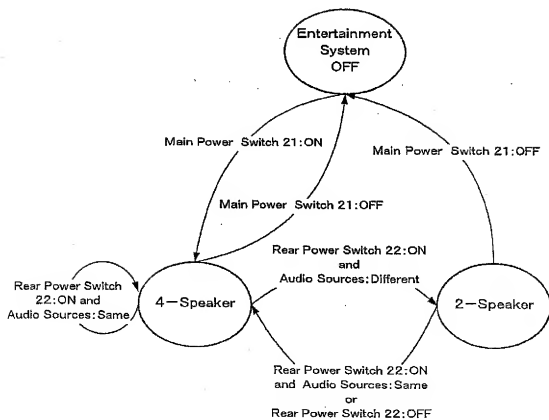 Entertainment
System
OFF
Main Power Switch 21:ON
Main Power Switch 21:OFF
Main Power Switch 21:OFF
Rear Power Switch 22:ON
and
Audio Sources:Different
Rear Power Switch
22:ON and
Audio Sources:Same
4-Speaker
2-Speaker
Rear Power Switch 22:ON
and Audio Sources:Same
or
Rear Power Switch 22:OFF